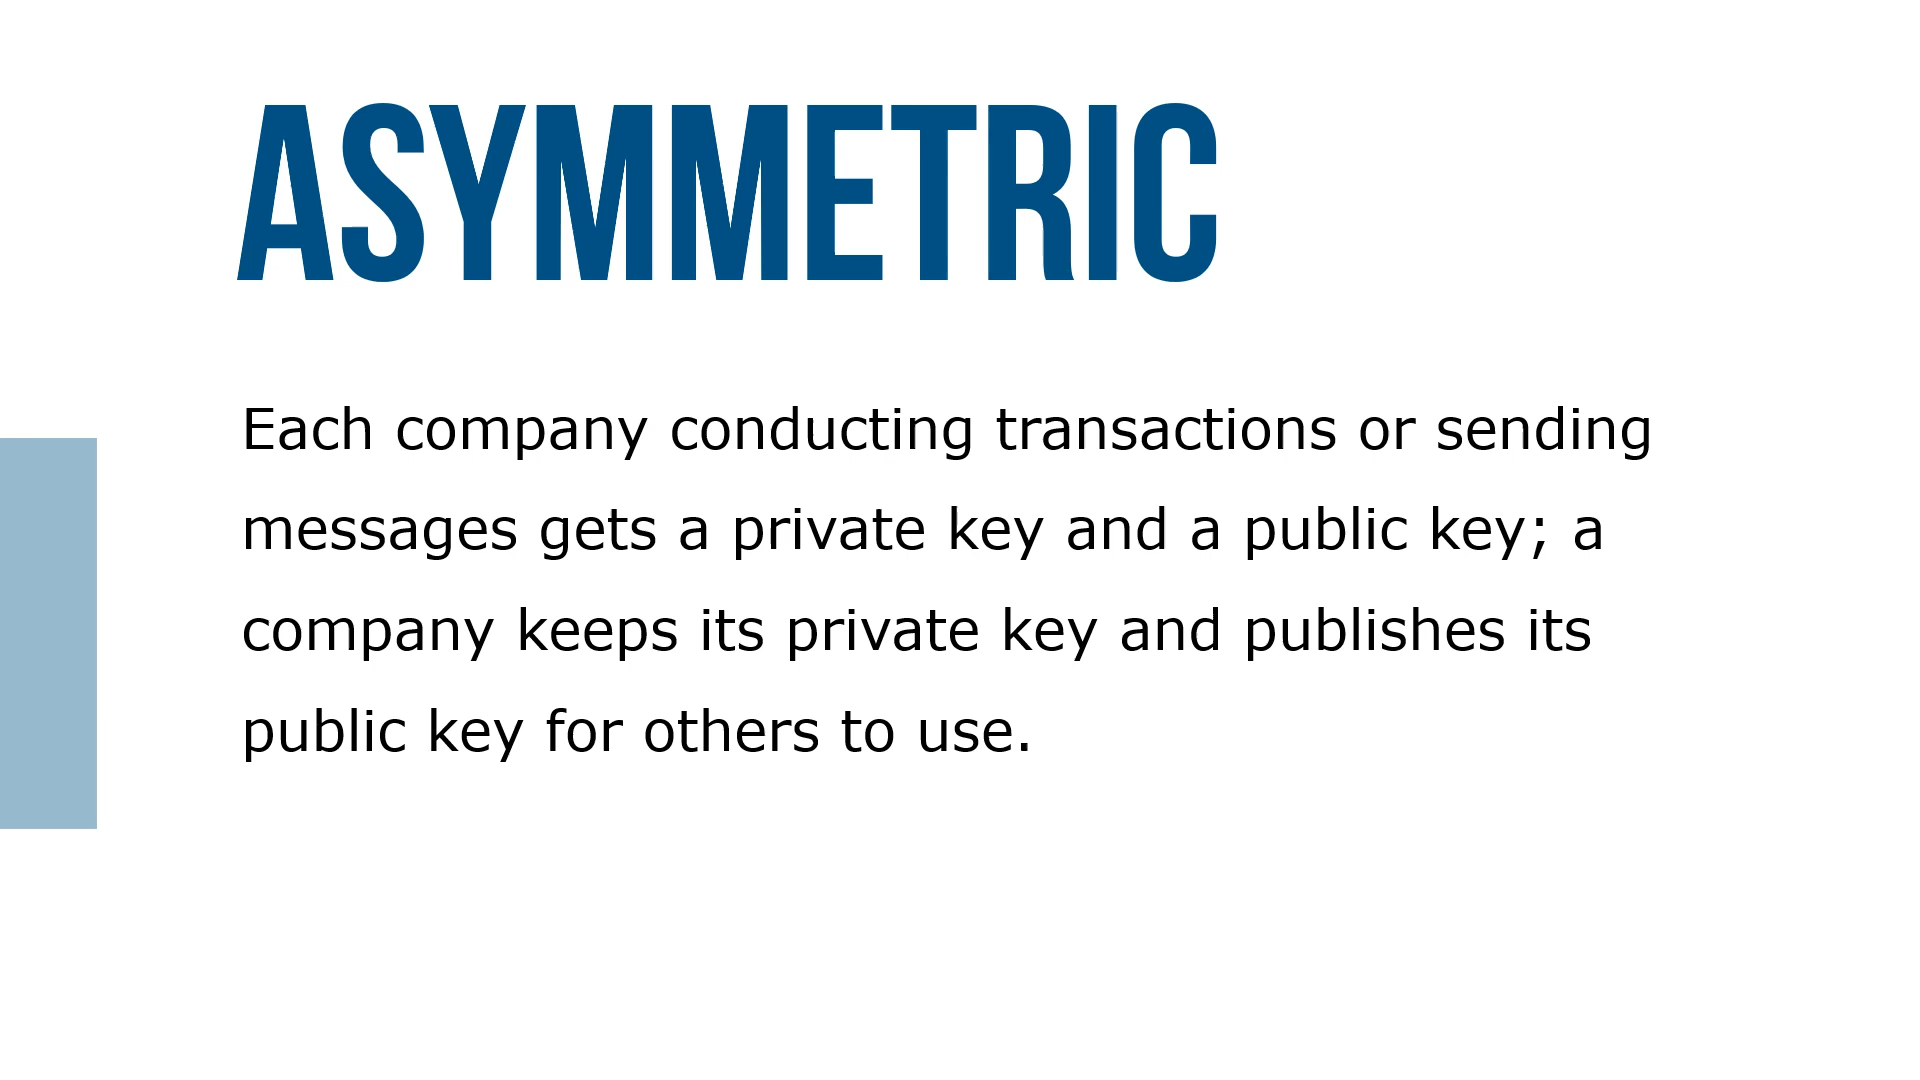 ASYMMETRIC
Each company conducting transactions or sending
messages gets a private key and a public key; a
company keeps its private key and publishes its
public key for others to use.